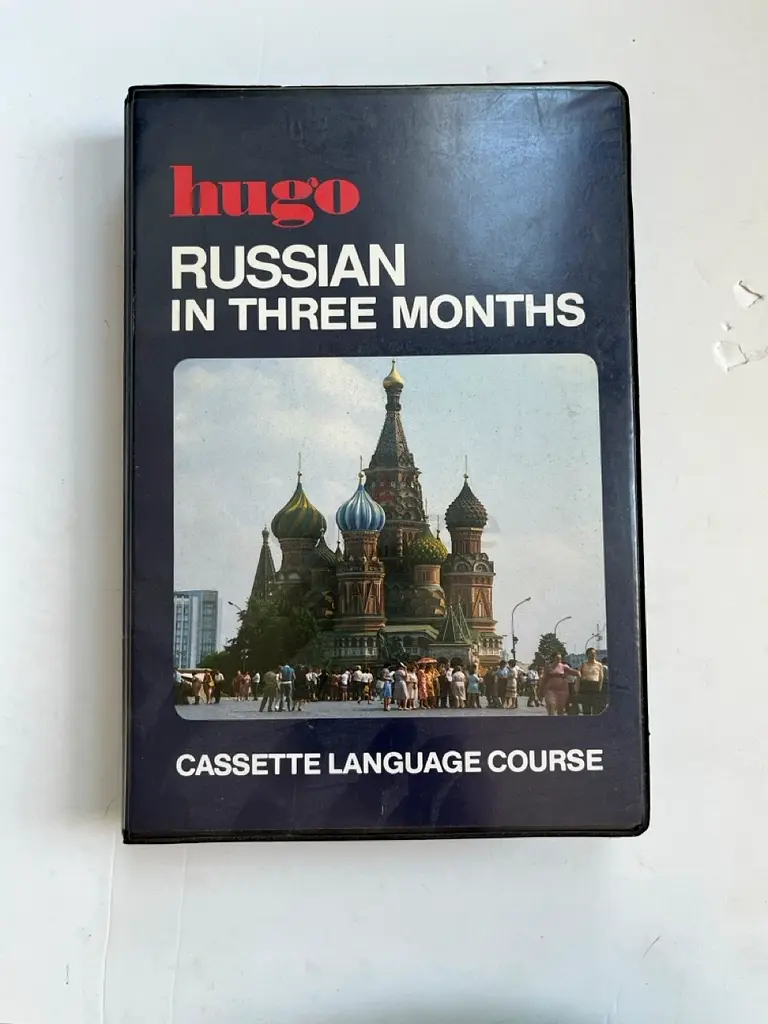 hugo
RUSSIAN
IN THREE MONTHS
CASSETTE LANGUAGE COURSE